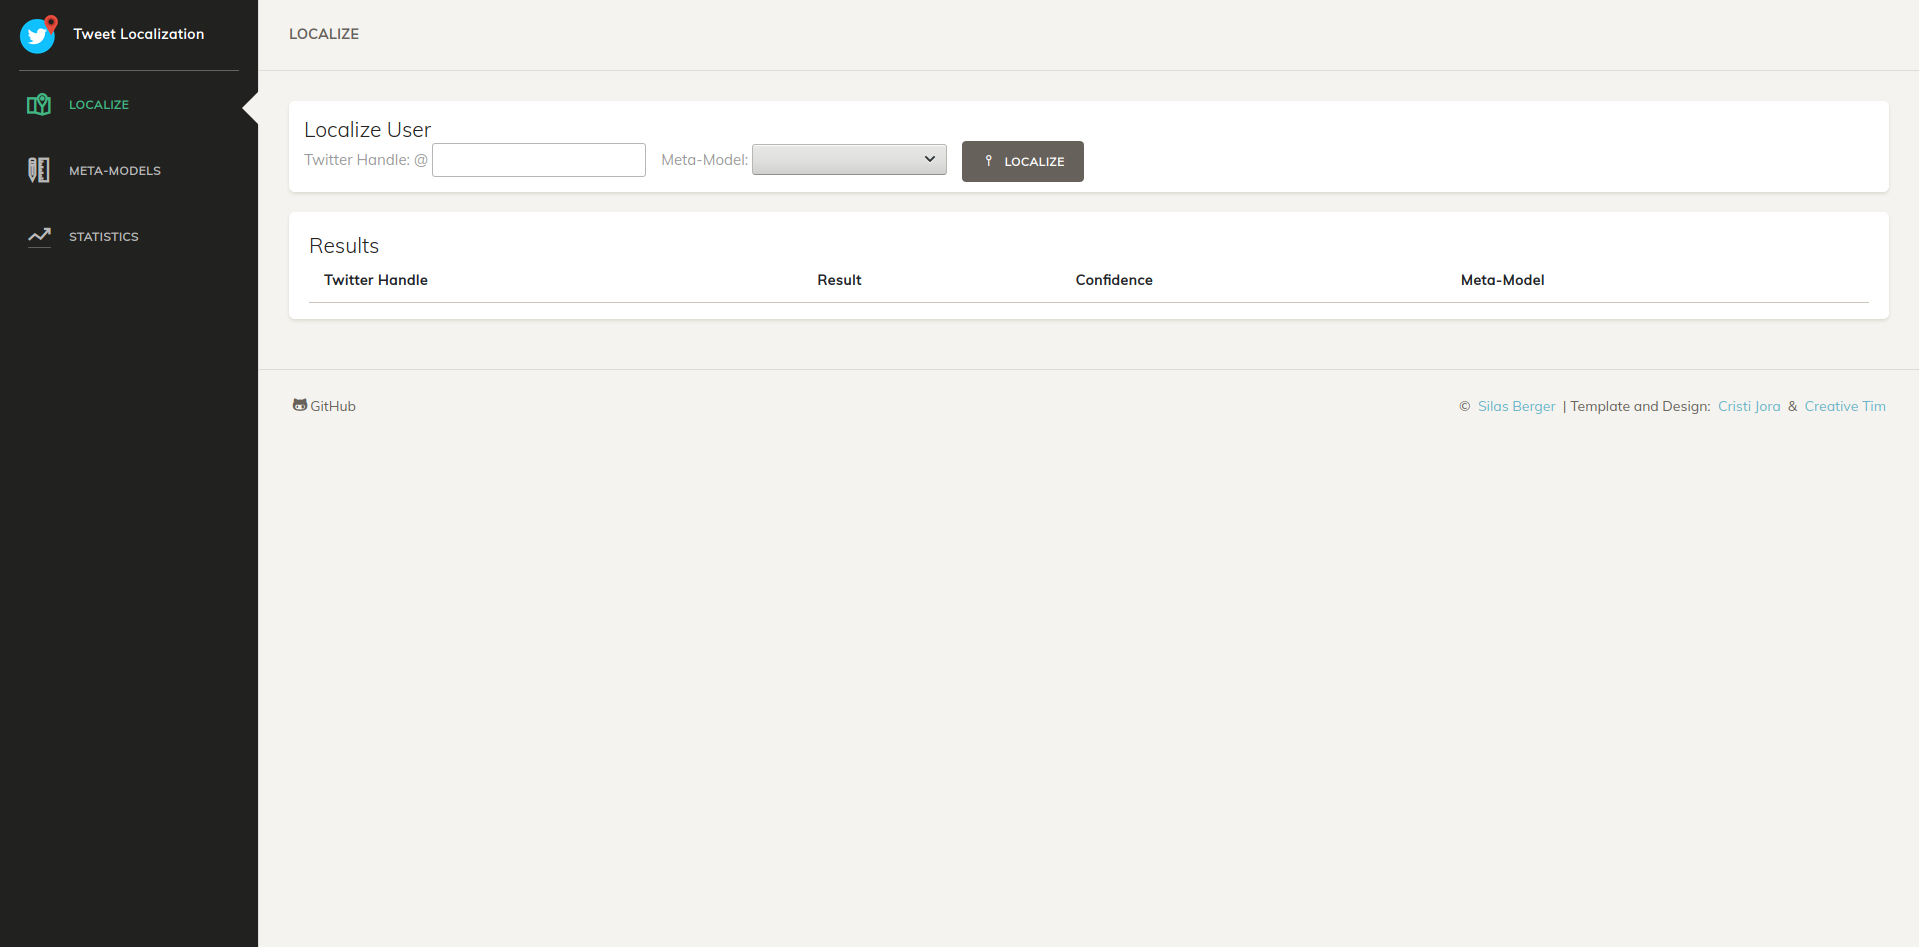 Tweet Localization
LOCALIZE
META-MODELS
STATISTICS
LOCALIZE
Localize User
Twitter Handle: @ Meta-Model: LOCALIZE
Results
Twitter Handle Result Confidence Meta-Model
GitHub © Silas Berger | Template and Design: Cristi Jora & Creative Tim